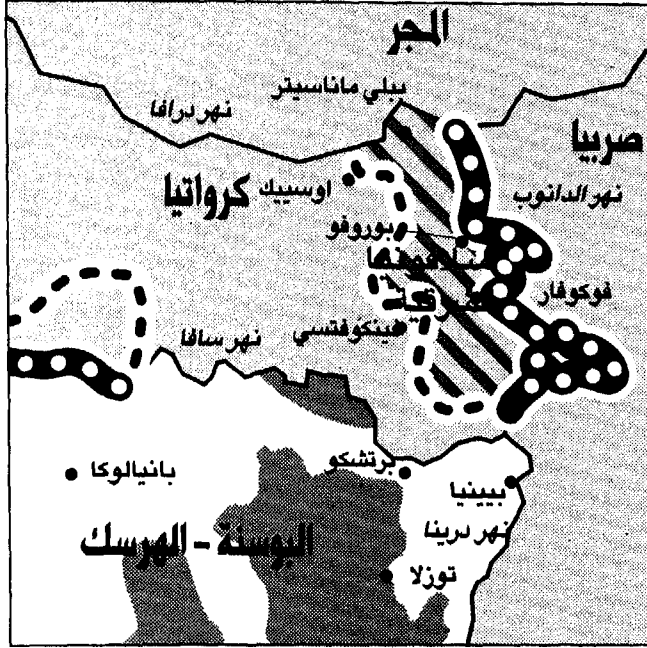 المجر
بيلي ماناسيتر
نهر درافا
صربيا
اوسييك
كرواتيا
نهر الدانوب
بوروفو
فوكوفار
فينكوفتسي
نهر سافا
برتشكو
بانيالوكا
بيينيا
نهر درينا
البوسنة - الهرسك
توزلا